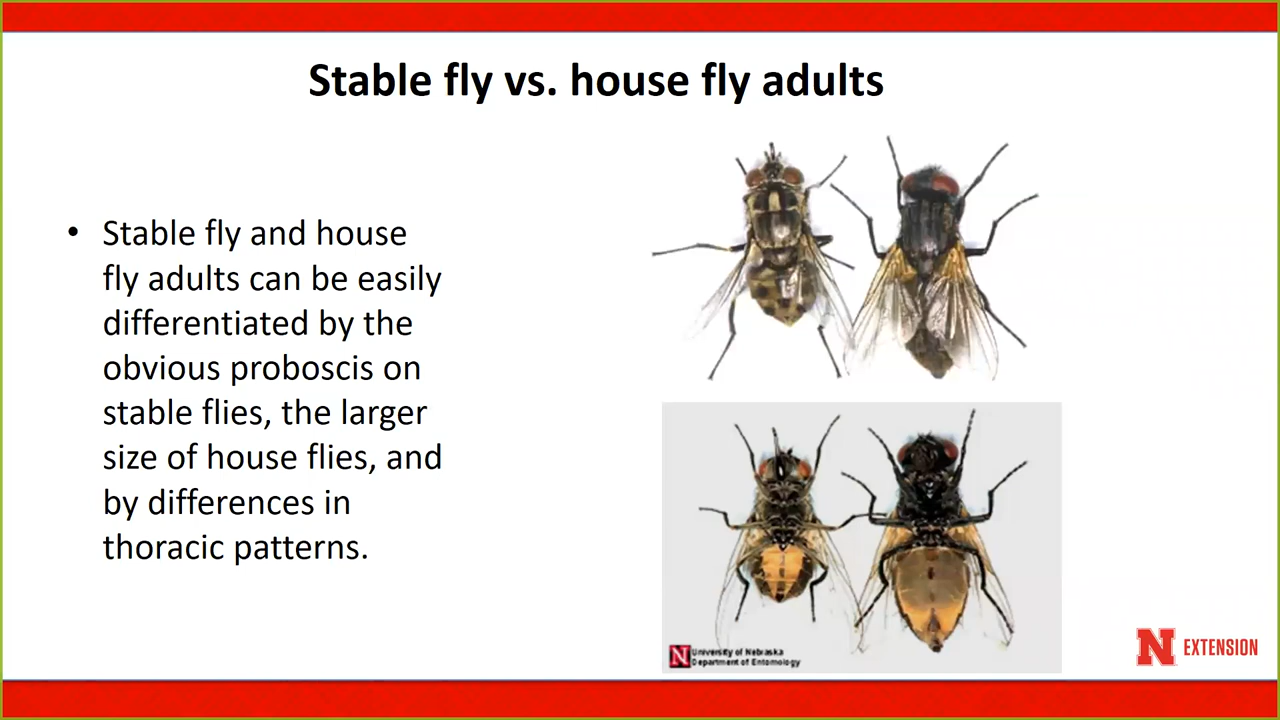 Stable fly vs. house fly adults
• Stable fly and house
fly adults can be easily
differentiated by the
obvious proboscis on
stable flies, the larger
size of house flies, and
by differences in
thoracic patterns.
N University of Nebraska
Department of Entomology
N EXTENSION